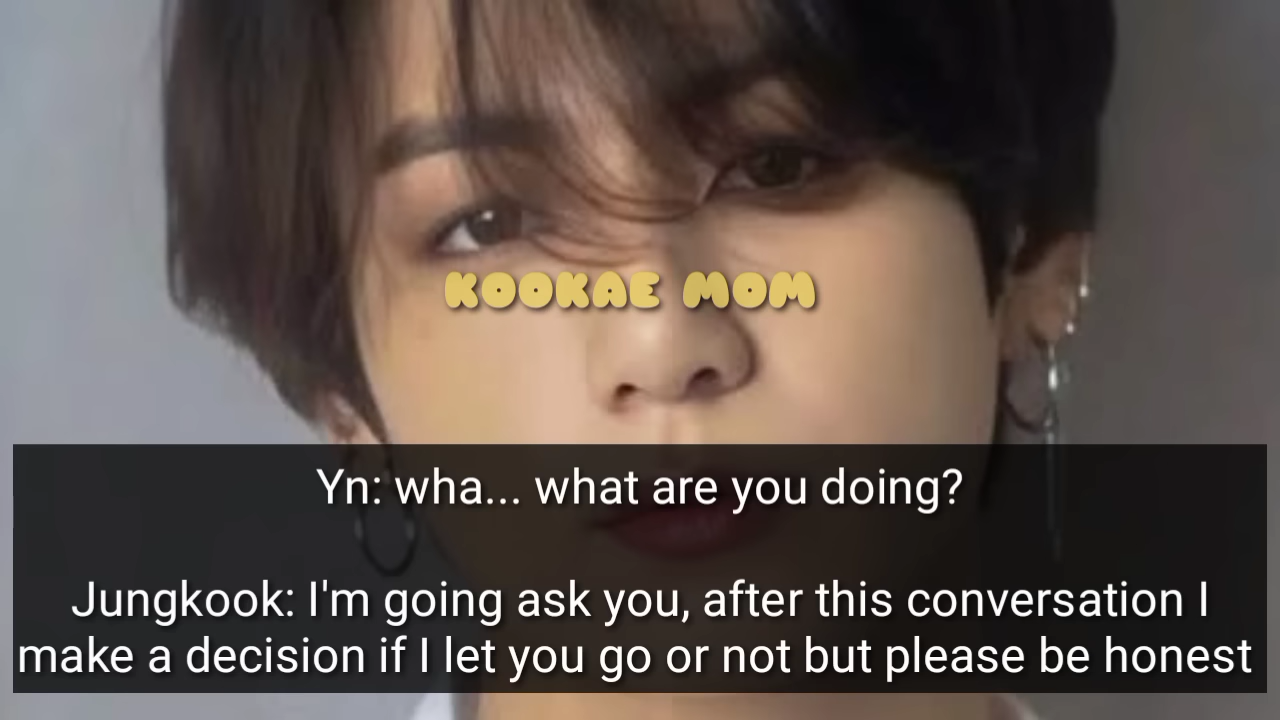 KOOKAE MOM
Yn: wha... what are you doing?
Jungkook: I'm going ask you, after this conversation I
make a decision if I let you go or not but please be honest